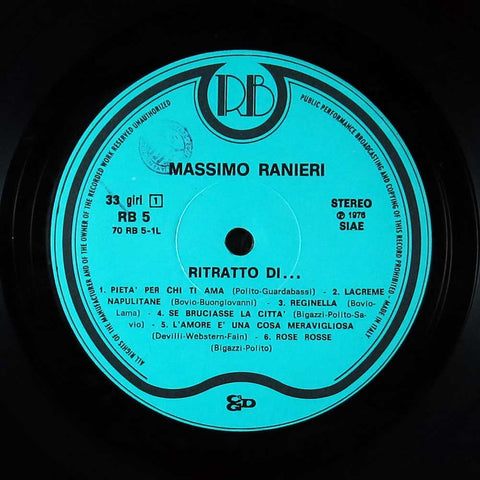 RB
ALL RIGHTS OF THE MANUFACTURER AND OF THE OWNER OF THE RECORDED WORK RESERVED UNAUTHORIZED
PUBLIC PERFORMANCE BROADCASTING AND COPYING OF THIS RECORD PROHIBITED - MADE IN ITALY
MASSIMO RANIERI
33 giri 1
RB 5
70 RB 5-1L
STEREO
Ⓟ 1976
SIAE
RITRATTO DI...
1. PIETA' PER CHI TI AMA (Polito-Guardabassi) - 2. LACREME
NAPULITANE (Bovio-Buongiovanni) - 3. REGINELLA (Bovio-
Lama) - 4. SE BRUCIASSE LA CITTA' (Bigazzi-Polito-Sa-
vio) - 5. L'AMORE E' UNA COSA MERAVIGLIOSA
(Devilli-Webstern-Fain) - 6. ROSE ROSSE
(Bigazzi-Polito)
CGD